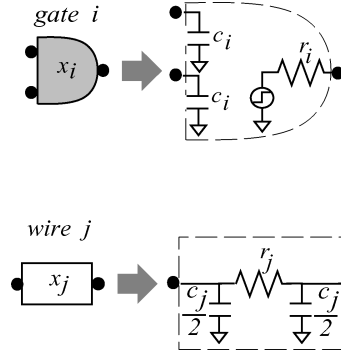 gate i
x_i
c_i
c_i
r_i
wire j
x_j
r_j
c_j/2
c_j/2